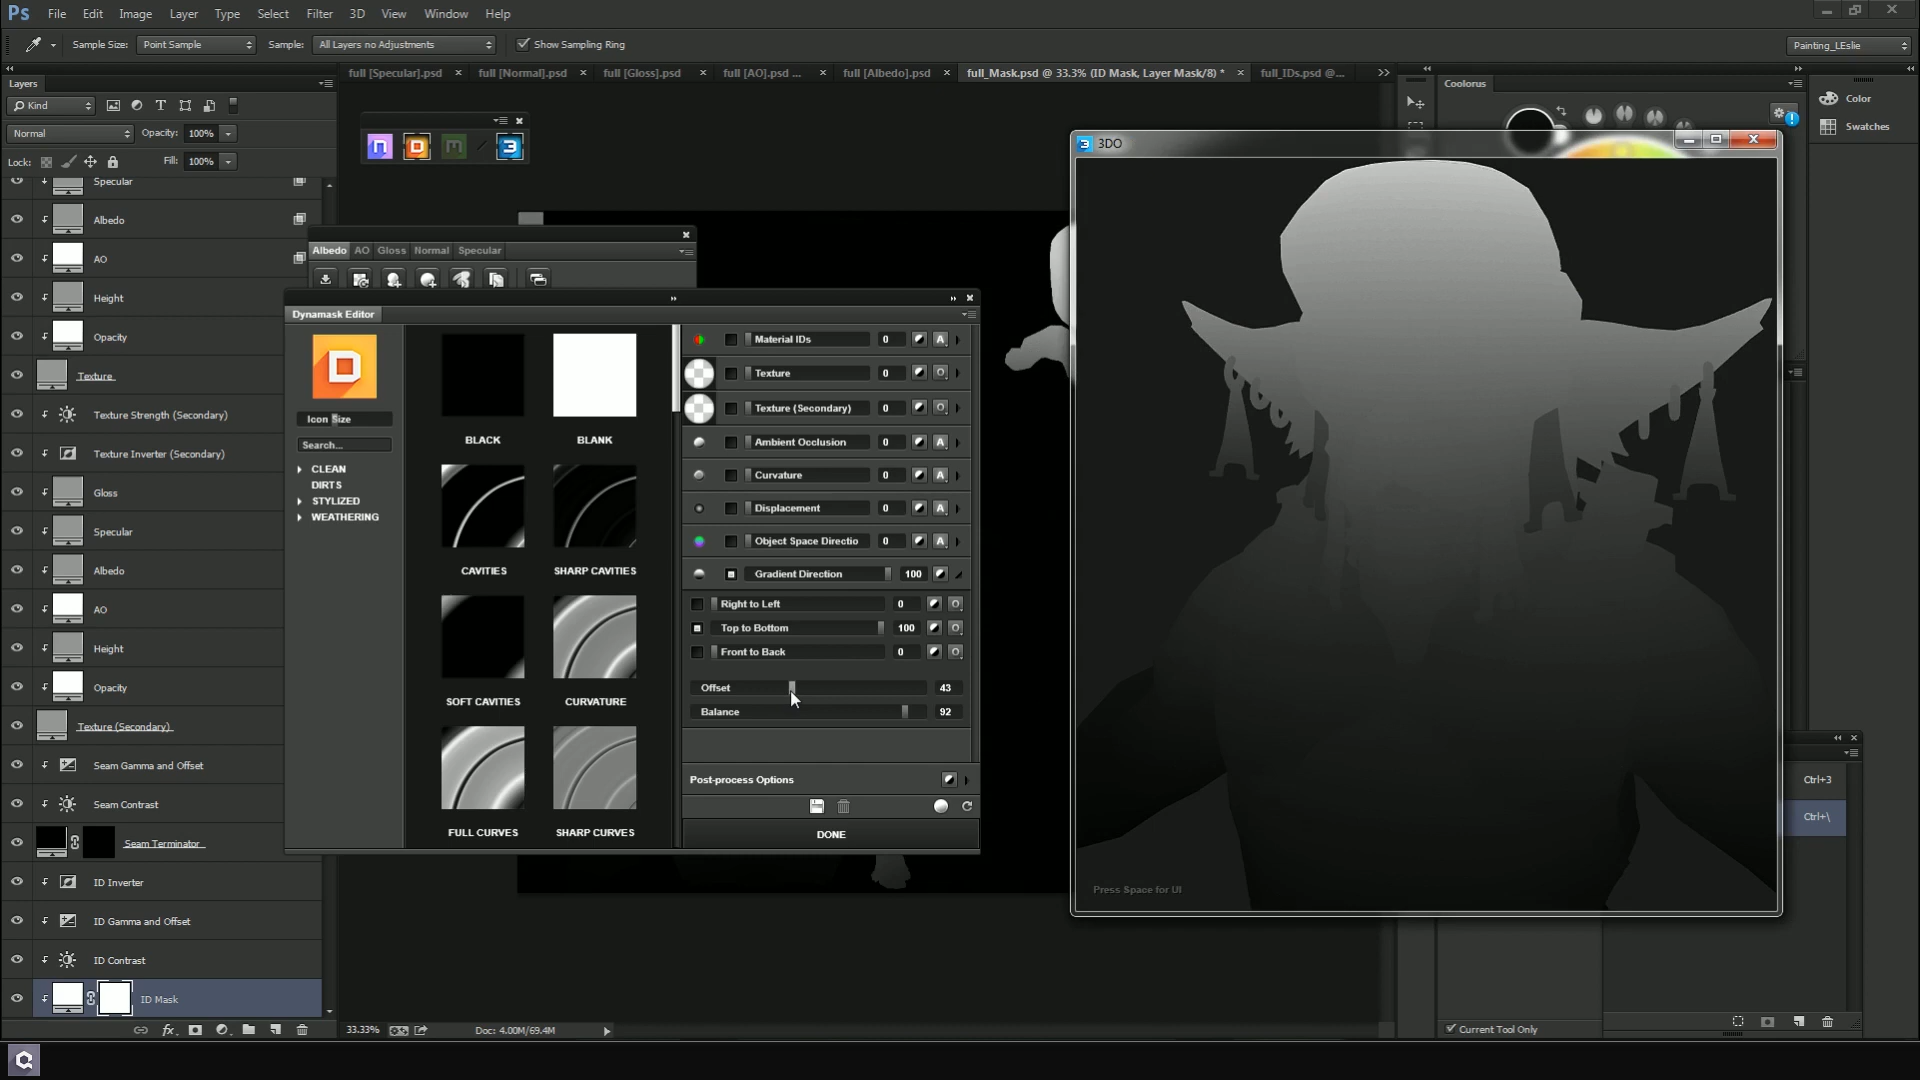 Ps File Edit Image Layer Type Select Filter 3D View Window Help
Sample Size: Point Sample Sample: All Layers no Adjustments Show Sampling Ring Painting_LEslie
Layers
full [Specular].psd full [Normal].psd full [Gloss].psd full [AO].psd ... full [Albedo].psd full_Mask.psd @ 33.3% (ID Mask, Layer Mask/8) * full_IDs.psd @...
Coolorus
Color
Swatches
Kind
Normal Opacity: 100%
Lock: Fill: 100%
Specular
Albedo
AO
Height
Opacity
Texture
Texture Strength (Secondary)
Texture Inverter (Secondary)
Gloss
Specular
Albedo
AO
Height
Opacity
Texture (Secondary)
Seam Gamma and Offset
Seam Contrast
Seam Terminator
ID Inverter
ID Gamma and Offset
ID Contrast
ID Mask
Albedo AO Gloss Normal Specular
Dynamask Editor
Icon Size
Search...
CLEAN
DIRTS
STYLIZED
WEATHERING
BLACK BLANK
CAVITIES SHARP CAVITIES
SOFT CAVITIES CURVATURE
FULL CURVES SHARP CURVES
Material IDs 0 A
Texture 0
Texture (Secondary) 0
Ambient Occlusion 0 A
Curvature 0 A
Displacement 0 A
Object Space Directio 0 A
Gradient Direction 100
Right to Left 0
Top to Bottom 100
Front to Back 0
Offset 43
Balance 92
Post-process Options
DONE
3DO
Press Space for UI
Ctrl+3
Ctrl+\
Current Tool Only
33.33% Doc: 4.00M/69.4M